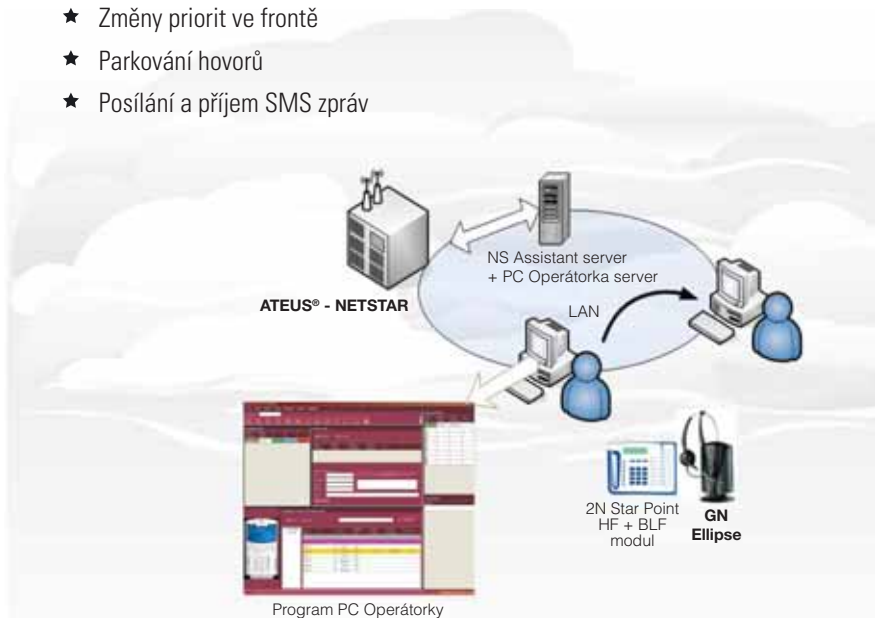 ★ Změny priorit ve frontě
★ Parkování hovorů
★ Posílání a příjem SMS zpráv
NS Assistant server
+ PC Operátorka server
ATEUS® - NETSTAR
LAN
2N Star Point
HF + BLF
modul
GN
Ellipse
Program PC Operátorky